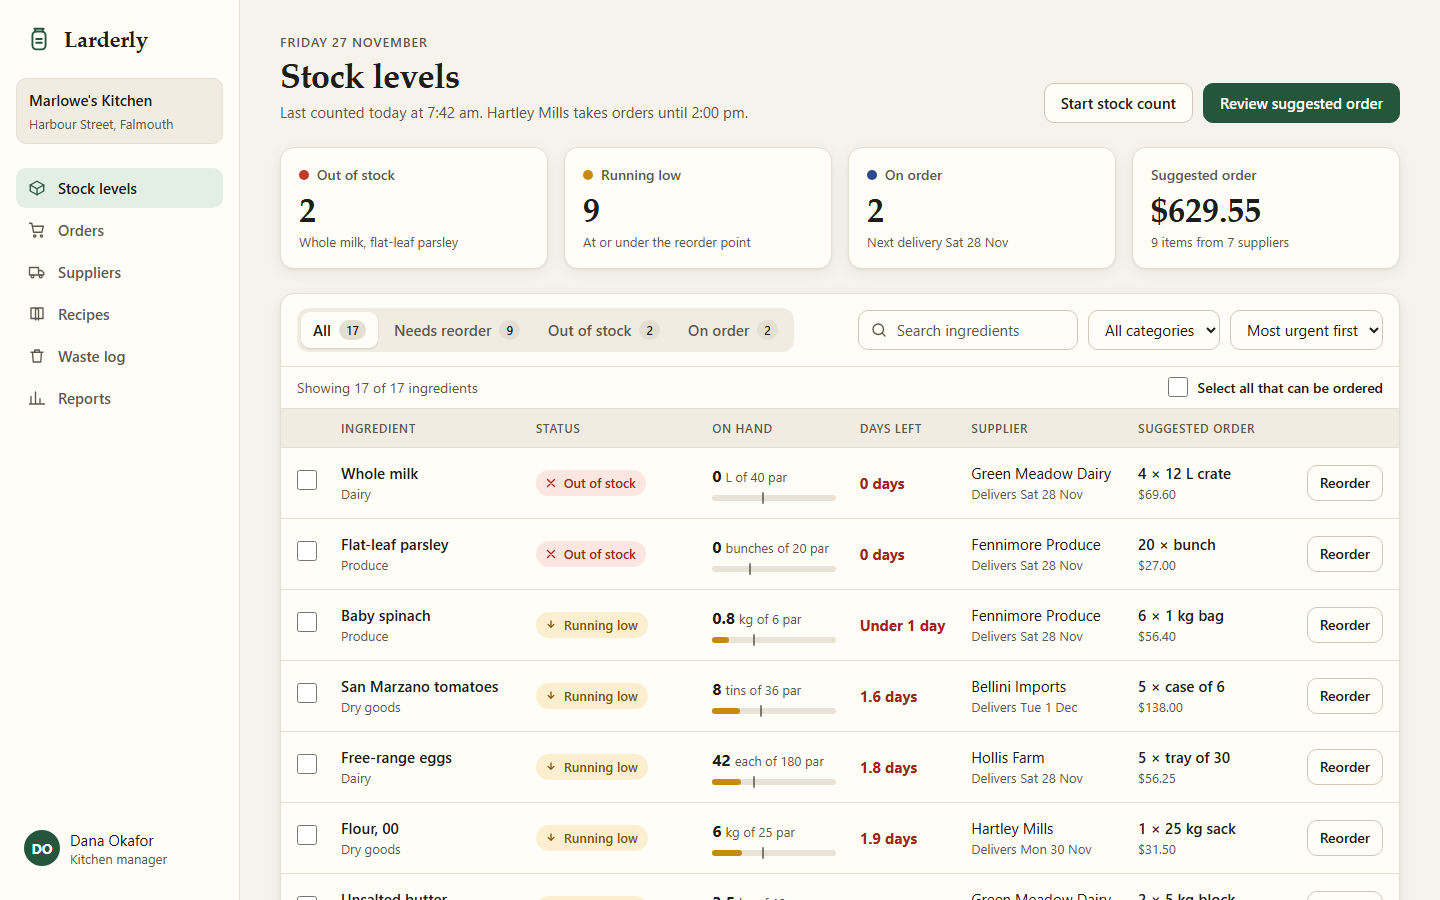 Larderly
Marlowe's Kitchen
Harbour Street, Falmouth
Stock levels
Orders
Suppliers
Recipes
Waste log
Reports
DO
Dana Okafor
Kitchen manager
FRIDAY 27 NOVEMBER
Stock levels
Last counted today at 7:42 am. Hartley Mills takes orders until 2:00 pm.
Start stock count
Review suggested order
Out of stock
2
Whole milk, flat-leaf parsley
Running low
9
At or under the reorder point
On order
2
Next delivery Sat 28 Nov
Suggested order
$629.55
9 items from 7 suppliers
All 17
Needs reorder 9
Out of stock 2
On order 2
Search ingredients
All categories
Most urgent first
Showing 17 of 17 ingredients
Select all that can be ordered
INGREDIENT STATUS ON HAND DAYS LEFT SUPPLIER SUGGESTED ORDER
Whole milk
Dairy
Out of stock
0 L of 40 par
0 days
Green Meadow Dairy
Delivers Sat 28 Nov
4 × 12 L crate
$69.60
Reorder
Flat-leaf parsley
Produce
Out of stock
0 bunches of 20 par
0 days
Fennimore Produce
Delivers Sat 28 Nov
20 × bunch
$27.00
Reorder
Baby spinach
Produce
Running low
0.8 kg of 6 par
Under 1 day
Fennimore Produce
Delivers Sat 28 Nov
6 × 1 kg bag
$56.40
Reorder
San Marzano tomatoes
Dry goods
Running low
8 tins of 36 par
1.6 days
Bellini Imports
Delivers Tue 1 Dec
5 × case of 6
$138.00
Reorder
Free-range eggs
Dairy
Running low
42 each of 180 par
1.8 days
Hollis Farm
Delivers Sat 28 Nov
5 × tray of 30
$56.25
Reorder
Flour, 00
Dry goods
Running low
6 kg of 25 par
1.9 days
Hartley Mills
Delivers Mon 30 Nov
1 × 25 kg sack
$31.50
Reorder
Unsalted butter
Green Meadow Dairy
2 × 5 kg block